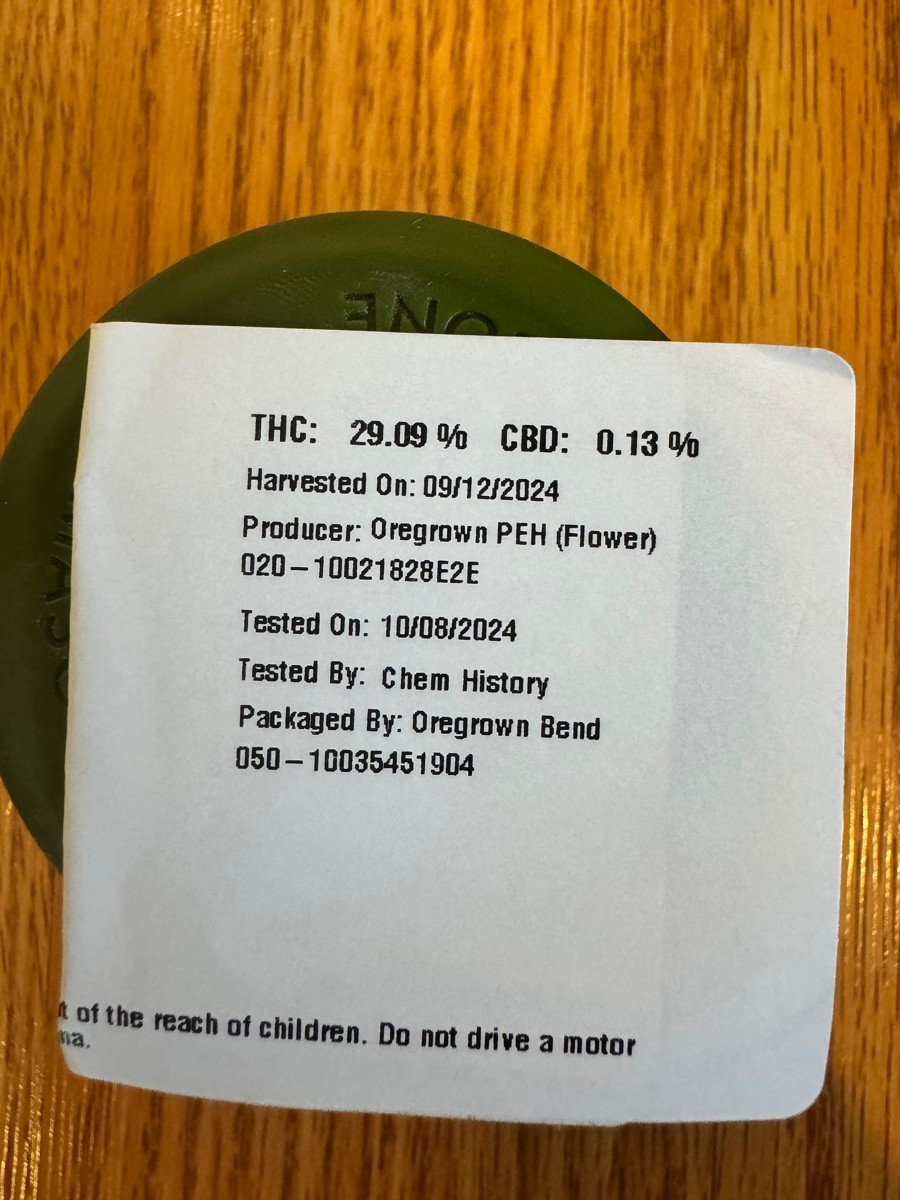 ONE
THC: 29.09 % CBD: 0.13 %
Harvested On: 09/12/2024
Producer: Oregrown PEH (Flower)
020-10021828E2E
Tested On: 10/08/2024
Tested By: Chem History
Packaged By: Oregrown Bend
050-10035451904
of the reach of children. Do not drive a motor